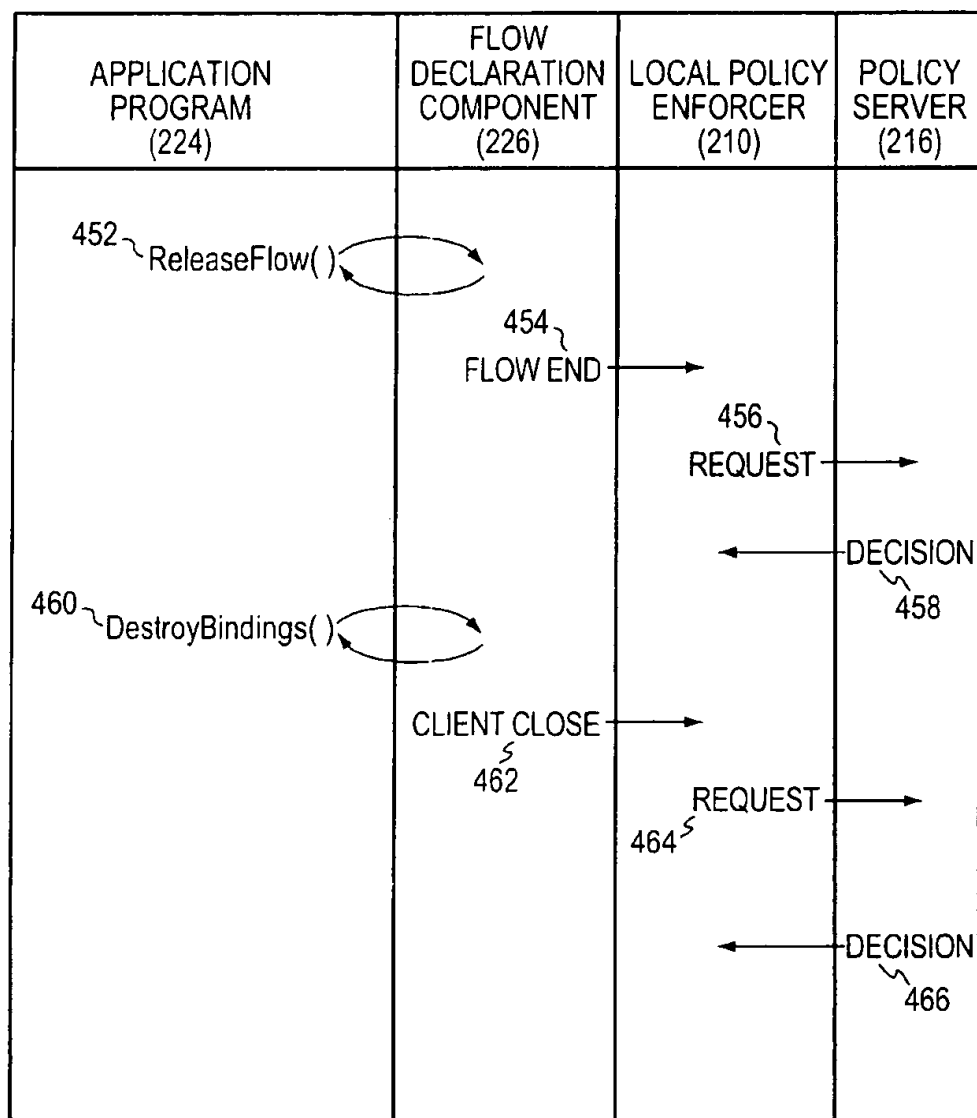 APPLICATION
PROGRAM
(224)
FLOW
DECLARATION
COMPONENT
(226)
LOCAL POLICY
ENFORCER
(210)
POLICY
SERVER
(216)
452
ReleaseFlow( )
454
FLOW END
456
REQUEST
DECISION
458
460
DestroyBindings( )
CLIENT CLOSE
462
REQUEST
464
DECISION
466